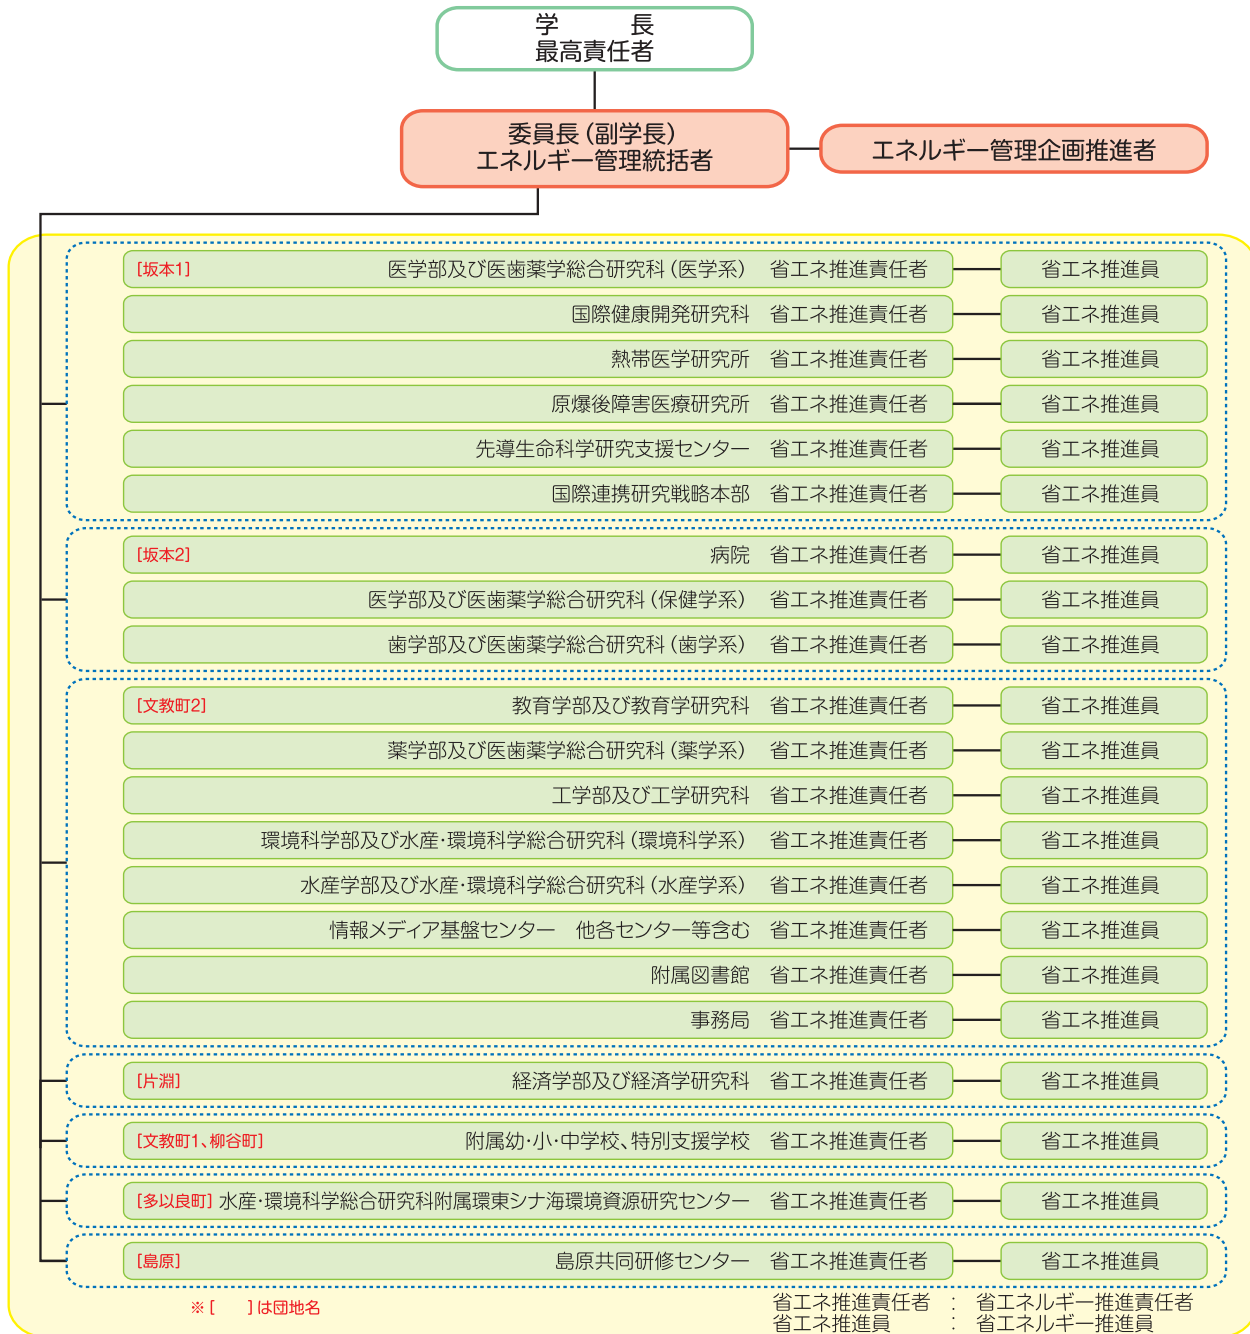 学　　　長
最高責任者
委員長（副学長）
エネルギー管理統括者
エネルギー管理企画推進者
[坂本1] 医学部及び医歯薬学総合研究科（医学系） 省エネ推進責任者 省エネ推進員
国際健康開発研究科 省エネ推進責任者 省エネ推進員
熱帯医学研究所 省エネ推進責任者 省エネ推進員
原爆後障害医療研究所 省エネ推進責任者 省エネ推進員
先導生命科学研究支援センター 省エネ推進責任者 省エネ推進員
国際連携研究戦略本部 省エネ推進責任者 省エネ推進員
[坂本2] 病院 省エネ推進責任者 省エネ推進員
医学部及び医歯薬学総合研究科（保健学系） 省エネ推進責任者 省エネ推進員
歯学部及び医歯薬学総合研究科（歯学系） 省エネ推進責任者 省エネ推進員
[文教町2] 教育学部及び教育学研究科 省エネ推進責任者 省エネ推進員
薬学部及び医歯薬学総合研究科（薬学系） 省エネ推進責任者 省エネ推進員
工学部及び工学研究科 省エネ推進責任者 省エネ推進員
環境科学部及び水産・環境科学総合研究科（環境科学系） 省エネ推進責任者 省エネ推進員
水産学部及び水産・環境科学総合研究科（水産学系） 省エネ推進責任者 省エネ推進員
情報メディア基盤センター　他各センター等含む 省エネ推進責任者 省エネ推進員
附属図書館 省エネ推進責任者 省エネ推進員
事務局 省エネ推進責任者 省エネ推進員
[片淵] 経済学部及び経済学研究科 省エネ推進責任者 省エネ推進員
[文教町1、柳谷町] 附属幼・小・中学校、特別支援学校 省エネ推進責任者 省エネ推進員
[多以良町] 水産・環境科学総合研究科附属環東シナ海環境資源研究センター 省エネ推進責任者 省エネ推進員
[島原] 島原共同研修センター 省エネ推進責任者 省エネ推進員
※[　　]は団地名
省エネ推進責任者 ： 省エネルギー推進責任者
省エネ推進員 ： 省エネルギー推進員